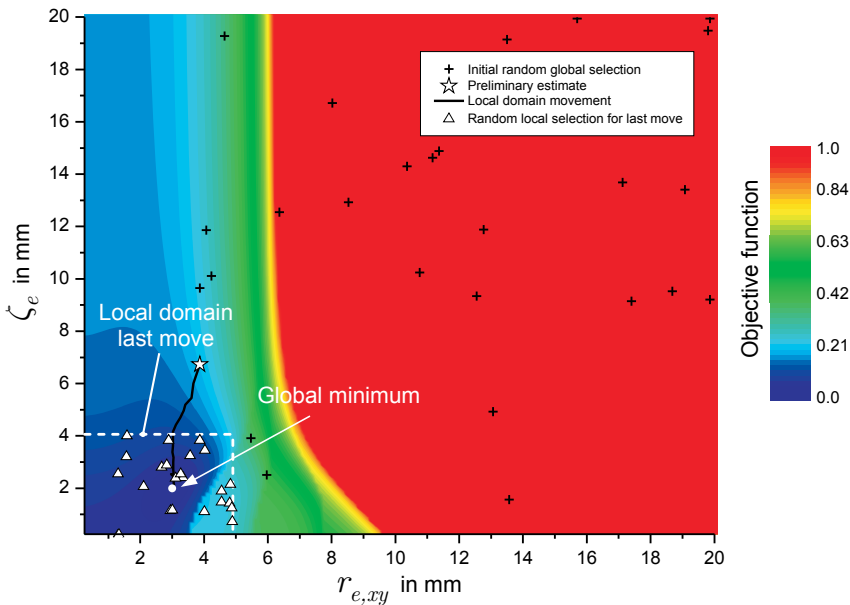 20
18
16
14
12
10
8
6
4
2
ζe in mm
Initial random global selection
Preliminary estimate
Local domain movement
Random local selection for last move
Local domain
last move
Global minimum
2 4 6 8 10 12 14 16 18 20
re,xy in mm
Objective function
1.0
0.84
0.63
0.42
0.21
0.0